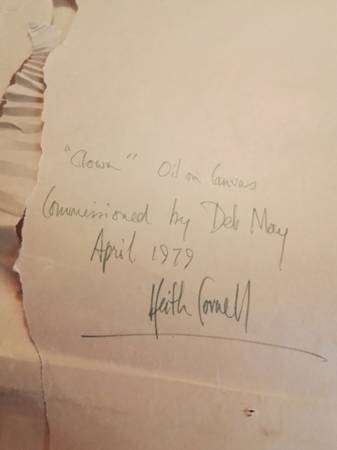 "Clown" Oil on Canvas
Commissioned by Deb May
April 1979
Keith Cornell